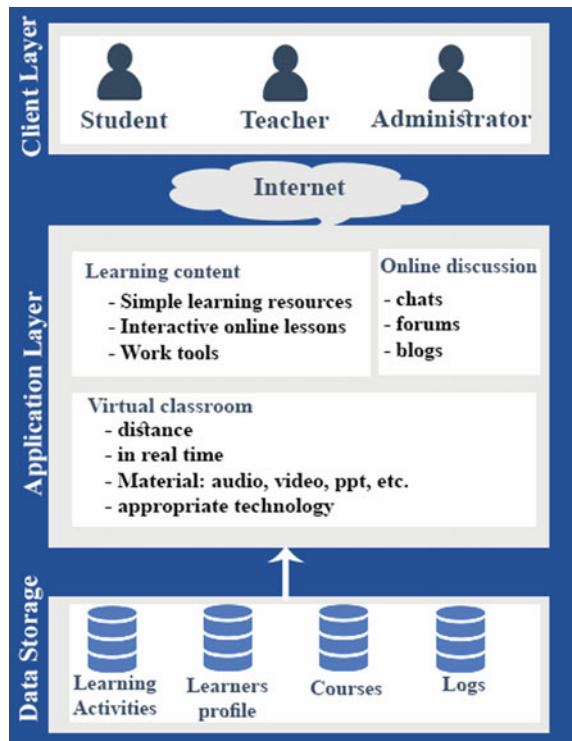 Client Layer
Student
Teacher
Administrator
Internet
Application Layer
Learning content
- Simple learning resources
- Interactive online lessons
- Work tools
Online discussion
- chats
- forums
- blogs
Virtual classroom
- distance
- in real time
- Material: audio, video, ppt, etc.
- appropriate technology
Data Storage
Learning
Activities
Learners
profile
Courses
Logs